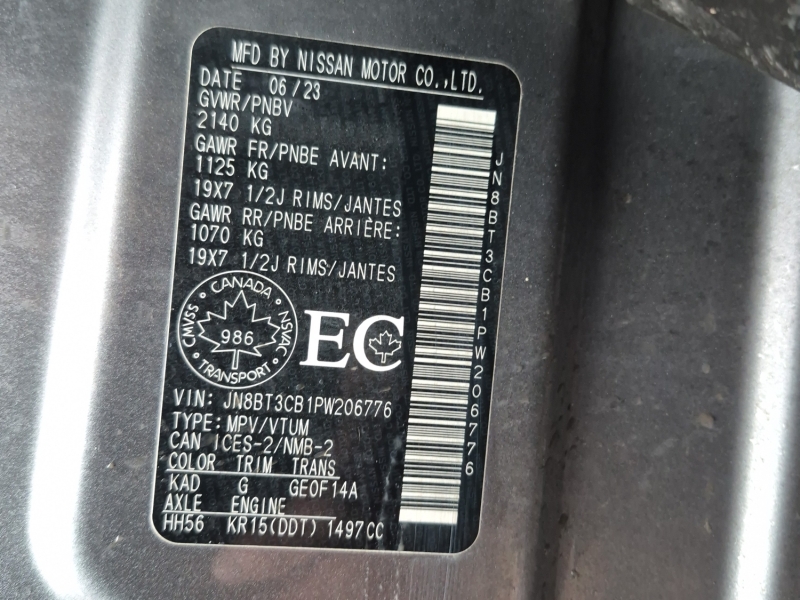 MFD BY NISSAN MOTOR CO.,LTD.
DATE 06/23
GVWR/PNBV
2140 KG
GAWR FR/PNBE AVANT:
1125 KG
19X7 1/2J RIMS/JANTES
GAWR RR/PNBE ARRIÈRE:
1070 KG
19X7 1/2J RIMS/JANTES
CANADA
CMVSS
NSVAC
986
TRANSPORT
EC
VIN: JN8BT3CB1PW206776
TYPE: MPV/VTUM
CAN ICES-2/NMB-2
COLOR TRIM TRANS
KAD G GE0F14A
AXLE ENGINE
HH56 KR15(DDT) 1497CC
JN8BT3CB1PW206776